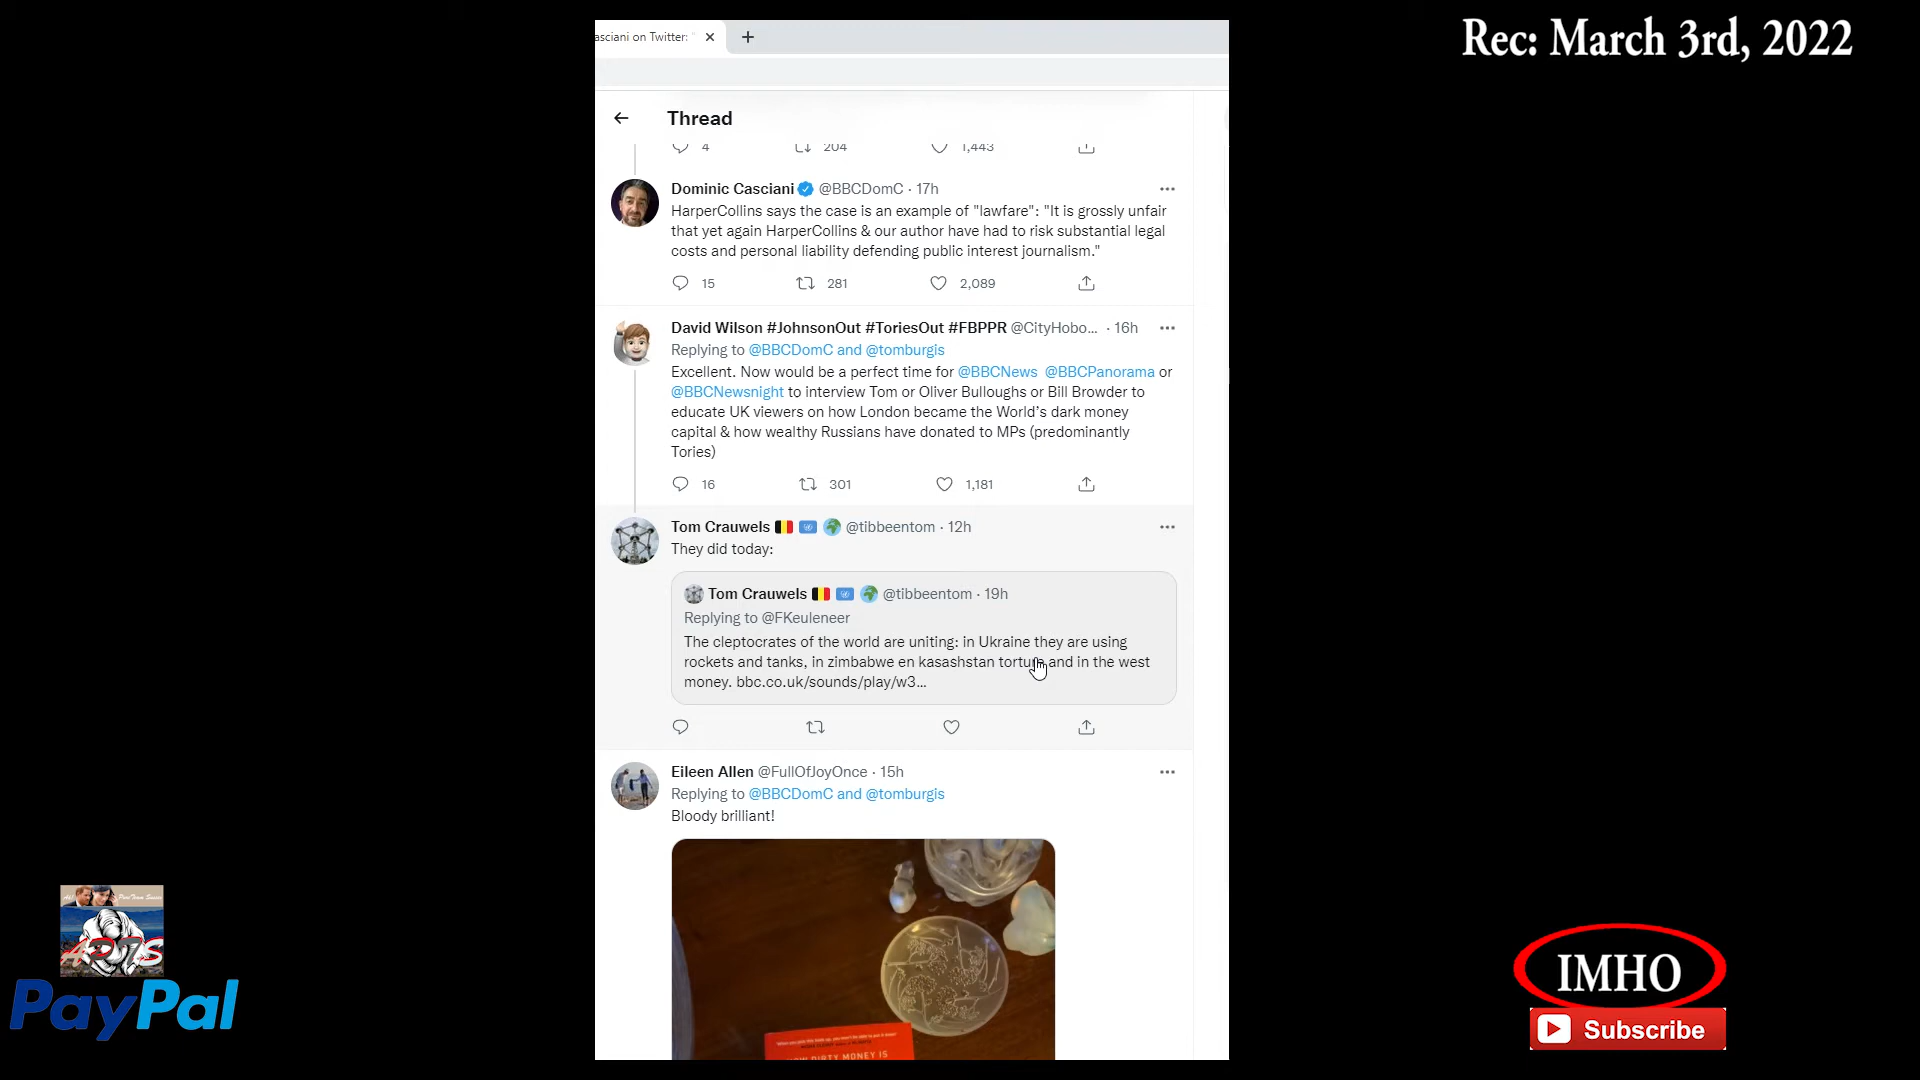 Rec: March 3rd, 2022
asciani on Twitter: "
Thread
4 204 1,443
Dominic Casciani @BBCDomC · 17h
HarperCollins says the case is an example of "lawfare": "It is grossly unfair
that yet again HarperCollins & our author have had to risk substantial legal
costs and personal liability defending public interest journalism."
15 281 2,089
David Wilson #JohnsonOut #ToriesOut #FBPPR @CityHobo... · 16h
Replying to @BBCDomC and @tomburgis
Excellent. Now would be a perfect time for @BBCNews @BBCPanorama or
@BBCNewsnight to interview Tom or Oliver Bulloughs or Bill Browder to
educate UK viewers on how London became the World's dark money
capital & how wealthy Russians have donated to MPs (predominantly
Tories)
16 301 1,181
Tom Crauwels @tibbeentom · 12h
They did today:
Tom Crauwels @tibbeentom · 19h
Replying to @FKeuleneer
The cleptocrates of the world are uniting: in Ukraine they are using
rockets and tanks, in zimbabwe en kasashstan torture and in the west
money. bbc.co.uk/sounds/play/w3...
Eileen Allen @FullOfJoyOnce · 15h
Replying to @BBCDomC and @tomburgis
Bloody brilliant!
DIRTY MONEY IS
PayPal
IMHO
Subscribe